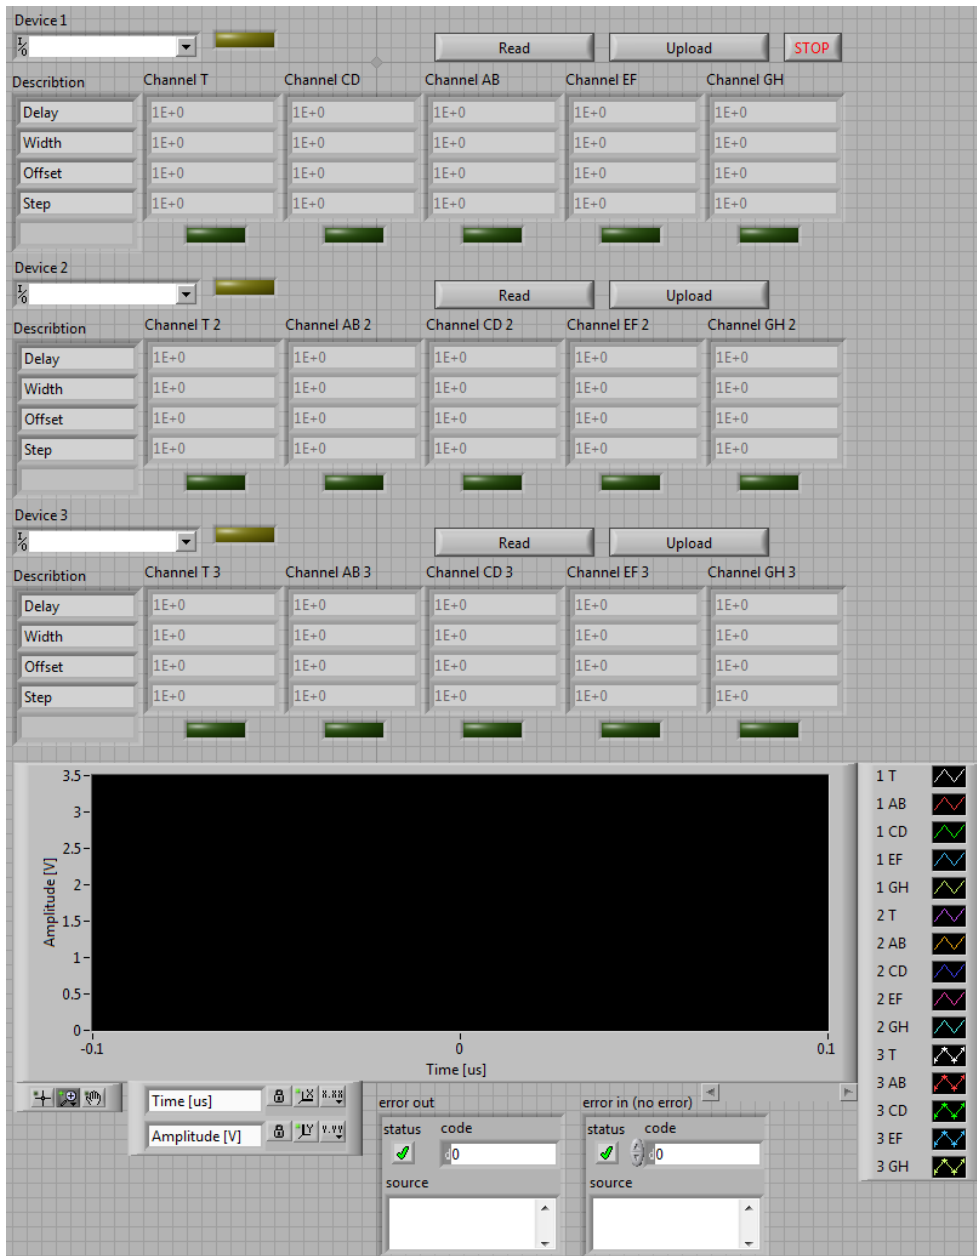 Device 1
Read Upload STOP
Describtion Channel T Channel CD Channel AB Channel EF Channel GH
Delay 1E+0 1E+0 1E+0 1E+0 1E+0
Width 1E+0 1E+0 1E+0 1E+0 1E+0
Offset 1E+0 1E+0 1E+0 1E+0 1E+0
Step 1E+0 1E+0 1E+0 1E+0 1E+0
Device 2
Read Upload
Describtion Channel T 2 Channel AB 2 Channel CD 2 Channel EF 2 Channel GH 2
Delay 1E+0 1E+0 1E+0 1E+0 1E+0
Width 1E+0 1E+0 1E+0 1E+0 1E+0
Offset 1E+0 1E+0 1E+0 1E+0 1E+0
Step 1E+0 1E+0 1E+0 1E+0 1E+0
Device 3
Read Upload
Describtion Channel T 3 Channel AB 3 Channel CD 3 Channel EF 3 Channel GH 3
Delay 1E+0 1E+0 1E+0 1E+0 1E+0
Width 1E+0 1E+0 1E+0 1E+0 1E+0
Offset 1E+0 1E+0 1E+0 1E+0 1E+0
Step 1E+0 1E+0 1E+0 1E+0 1E+0
3.5
3
2.5
2
1.5
1
0.5
0
Amplitude [V]
-0.1 0 0.1
Time [us]
1 T
1 AB
1 CD
1 EF
1 GH
2 T
2 AB
2 CD
2 EF
2 GH
3 T
3 AB
3 CD
3 EF
3 GH
Time [us]
Amplitude [V]
error out
status code
0
source
error in (no error)
status code
0
source